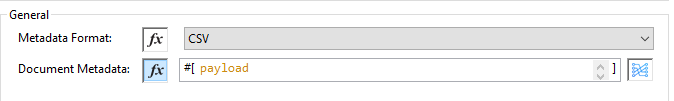 General
Metadata Format: fx CSV
Document Metadata: fx #[ payload ]